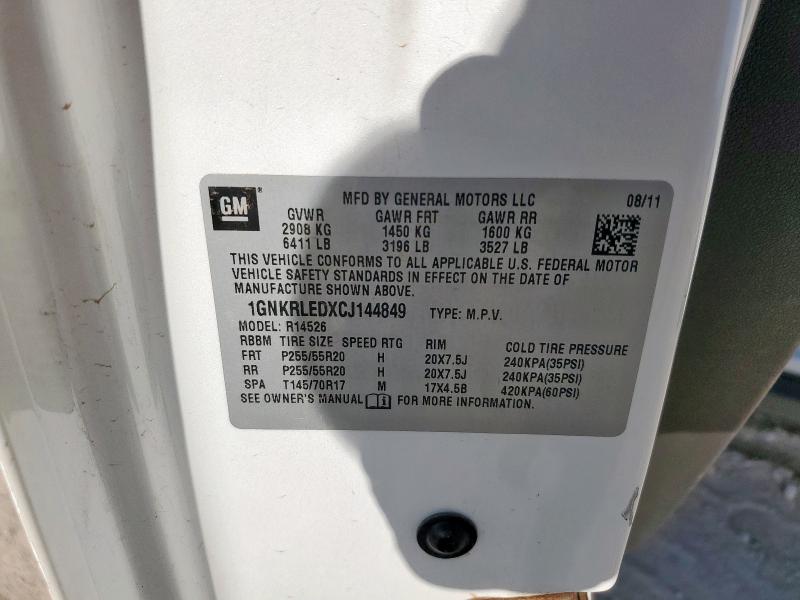 GM® MFD BY GENERAL MOTORS LLC 08/11
GVWR GAWR FRT GAWR RR
2908 KG 1450 KG 1600 KG
6411 LB 3196 LB 3527 LB
THIS VEHICLE CONFORMS TO ALL APPLICABLE U.S. FEDERAL MOTOR
VEHICLE SAFETY STANDARDS IN EFFECT ON THE DATE OF
MANUFACTURE SHOWN ABOVE.
1GNKRLEDXCJ144849 TYPE: M.P.V.
MODEL: R14526
RBBM TIRE SIZE SPEED RTG RIM COLD TIRE PRESSURE
FRT P255/55R20 H 20X7.5J 240KPA(35PSI)
RR P255/55R20 H 20X7.5J 240KPA(35PSI)
SPA T145/70R17 M 17X4.5B 420KPA(60PSI)
SEE OWNER'S MANUAL i FOR MORE INFORMATION.